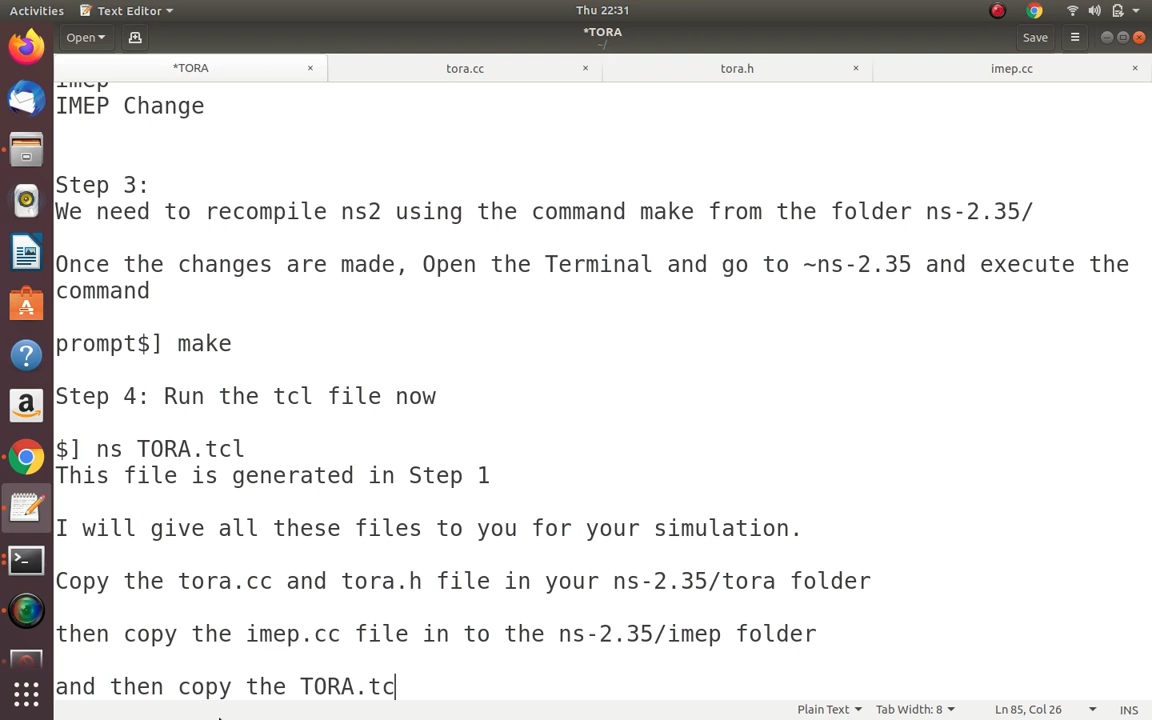 Activities
Text Editor
Thu 22:31
Open
*TORA
~/
Save
*TORA
tora.cc
tora.h
imep.cc
imep
IMEP Change
Step 3:
We need to recompile ns2 using the command make from the folder ns-2.35/
Once the changes are made, Open the Terminal and go to ~ns-2.35 and execute the
command
prompt$] make
Step 4: Run the tcl file now
$] ns TORA.tcl
This file is generated in Step 1
I will give all these files to you for your simulation.
Copy the tora.cc and tora.h file in your ns-2.35/tora folder
then copy the imep.cc file in to the ns-2.35/imep folder
and then copy the TORA.tc
Plain Text
Tab Width: 8
Ln 85, Col 26
INS